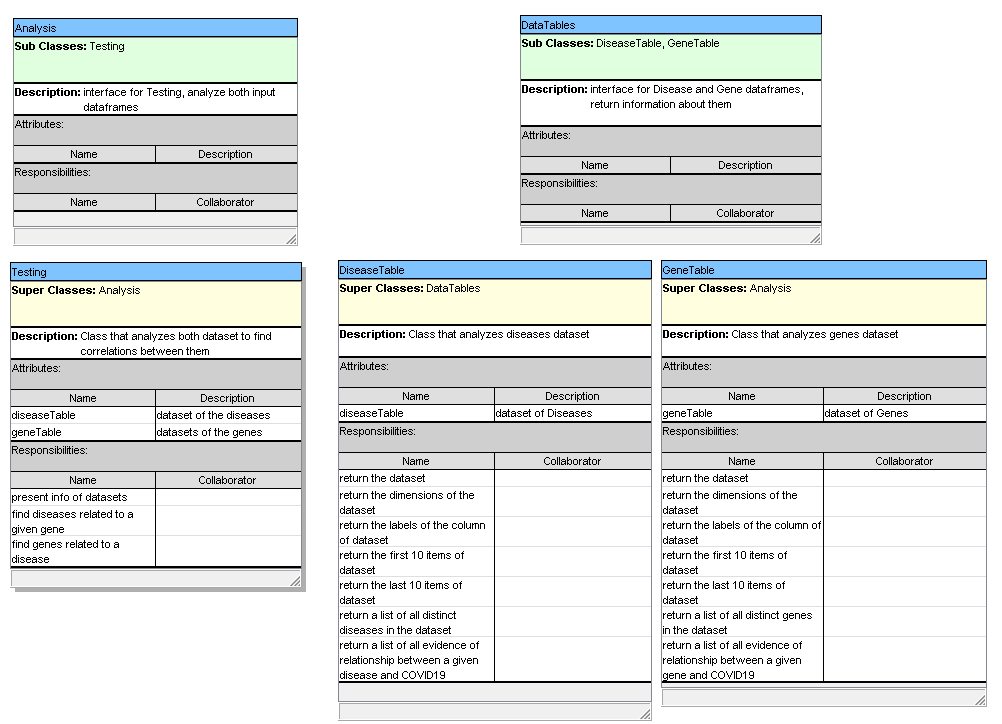 Analysis
Sub Classes: Testing
Description: interface for Testing, analyze both input
dataframes
Attributes:
Name Description
Responsibilities:
Name Collaborator
DataTables
Sub Classes: DiseaseTable, GeneTable
Description: interface for Disease and Gene dataframes,
return information about them
Attributes:
Name Description
Responsibilities:
Name Collaborator
Testing
Super Classes: Analysis
Description: Class that analyzes both dataset to find
correlations between them
Attributes:
Name Description
diseaseTable dataset of the diseases
geneTable datasets of the genes
Responsibilities:
Name Collaborator
present info of datasets
find diseases related to a
given gene
find genes related to a
disease
DiseaseTable
Super Classes: DataTables
Description: Class that analyzes diseases dataset
Attributes:
Name Description
diseaseTable dataset of Diseases
Responsibilities:
Name Collaborator
return the dataset
return the dimensions of the
dataset
return the labels of the column
of dataset
return the first 10 items of
dataset
return the last 10 items of
dataset
return a list of all distinct
diseases in the dataset
return a list of all evidence of
relationship between a given
disease and COVID19
GeneTable
Super Classes: Analysis
Description: Class that analyzes genes dataset
Attributes:
Name Description
geneTable dataset of Genes
Responsibilities:
Name Collaborator
return the dataset
return the dimensions of the
dataset
return the labels of the column of
dataset
return the first 10 items of
dataset
return the last 10 items of
dataset
return a list of all distinct genes
in the dataset
return a list of all evidence of
relationship between a given
gene and COVID19